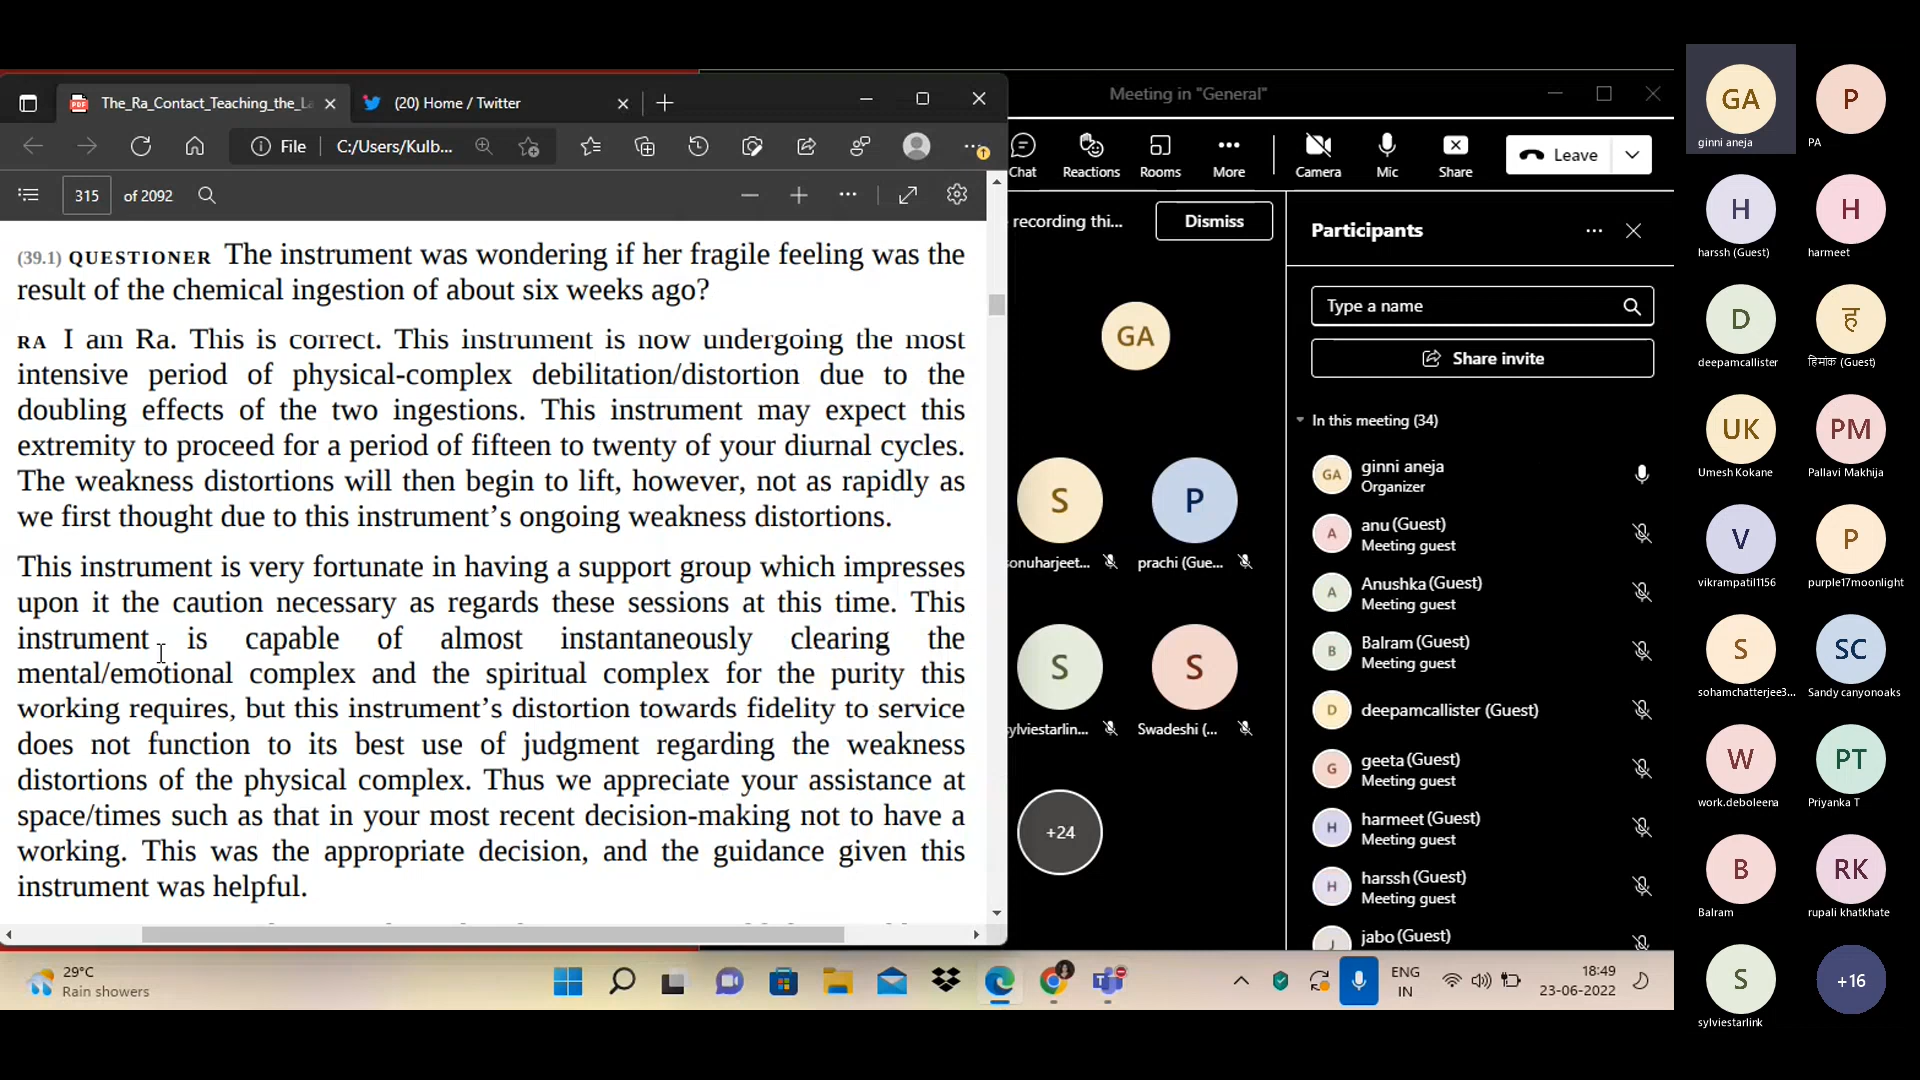 The_Ra_Contact_Teaching_the_La
(20) Home / Twitter
File
C:/Users/Kulb...
315
of 2092
(39.1) QUESTIONER The instrument was wondering if her fragile feeling was the
result of the chemical ingestion of about six weeks ago?
RA I am Ra. This is correct. This instrument is now undergoing the most
intensive period of physical-complex debilitation/distortion due to the
doubling effects of the two ingestions. This instrument may expect this
extremity to proceed for a period of fifteen to twenty of your diurnal cycles.
The weakness distortions will then begin to lift, however, not as rapidly as
we first thought due to this instrument’s ongoing weakness distortions.
This instrument is very fortunate in having a support group which impresses
upon it the caution necessary as regards these sessions at this time. This
instrument is capable of almost instantaneously clearing the
mental/emotional complex and the spiritual complex for the purity this
working requires, but this instrument’s distortion towards fidelity to service
does not function to its best use of judgment regarding the weakness
distortions of the physical complex. Thus we appreciate your assistance at
space/times such as that in your most recent decision-making not to have a
working. This was the appropriate decision, and the guidance given this
instrument was helpful.
Meeting in "General"
Chat
Reactions
Rooms
More
Camera
Mic
Share
Leave
recording thi...
Dismiss
GA
S
P
onuharjeet...
prachi (Gue...
S
S
ylviestarlin...
Swadeshi (...
+24
Participants
Type a name
Share invite
In this meeting (34)
GA
ginni aneja
Organizer
A
anu (Guest)
Meeting guest
A
Anushka (Guest)
Meeting guest
B
Balram (Guest)
Meeting guest
D
deepamcallister (Guest)
G
geeta (Guest)
Meeting guest
H
harmeet (Guest)
Meeting guest
H
harssh (Guest)
Meeting guest
J
jabo (Guest)
GA
ginni aneja
P
PA
H
harssh (Guest)
H
harmeet
D
deepamcallister
ह
हिमांक (Guest)
UK
Umesh Kokane
PM
Pallavi Makhija
V
vikrampatil1156
P
purple17moonlight
S
sohamchatterjee3...
SC
Sandy canyonoaks
W
work.deboleena
PT
Priyanka T
B
Balram
RK
rupali khatkhate
S
sylviestarlink
+16
29°C
Rain showers
ENG
IN
18:49
23-06-2022